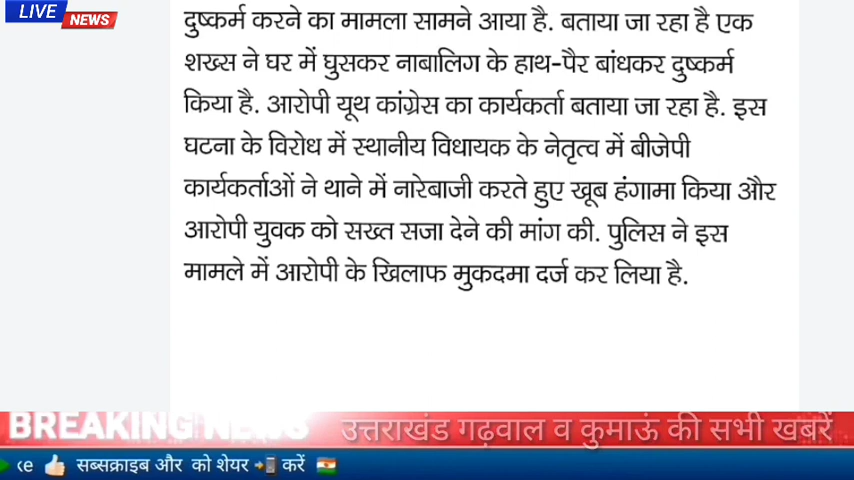 LIVE
NEWS
दुष्कर्म करने का मामला सामने आया है. बताया जा रहा है एक
शख्स ने घर में घुसकर नाबालिग के हाथ-पैर बांधकर दुष्कर्म
किया है. आरोपी यूथ कांग्रेस का कार्यकर्ता बताया जा रहा है. इस
घटना के विरोध में स्थानीय विधायक के नेतृत्व में बीजेपी
कार्यकर्ताओं ने थाने में नारेबाजी करते हुए खूब हंगामा किया और
आरोपी युवक को सख्त सजा देने की मांग की. पुलिस ने इस
मामले में आरोपी के खिलाफ मुकदमा दर्ज कर लिया है.
BREAKING NEWS उत्तराखंड गढ़वाल व कुमाऊं की सभी खबरें
ke 👍 सब्सक्राइब और को शेयर 📲 करें 🇮🇳